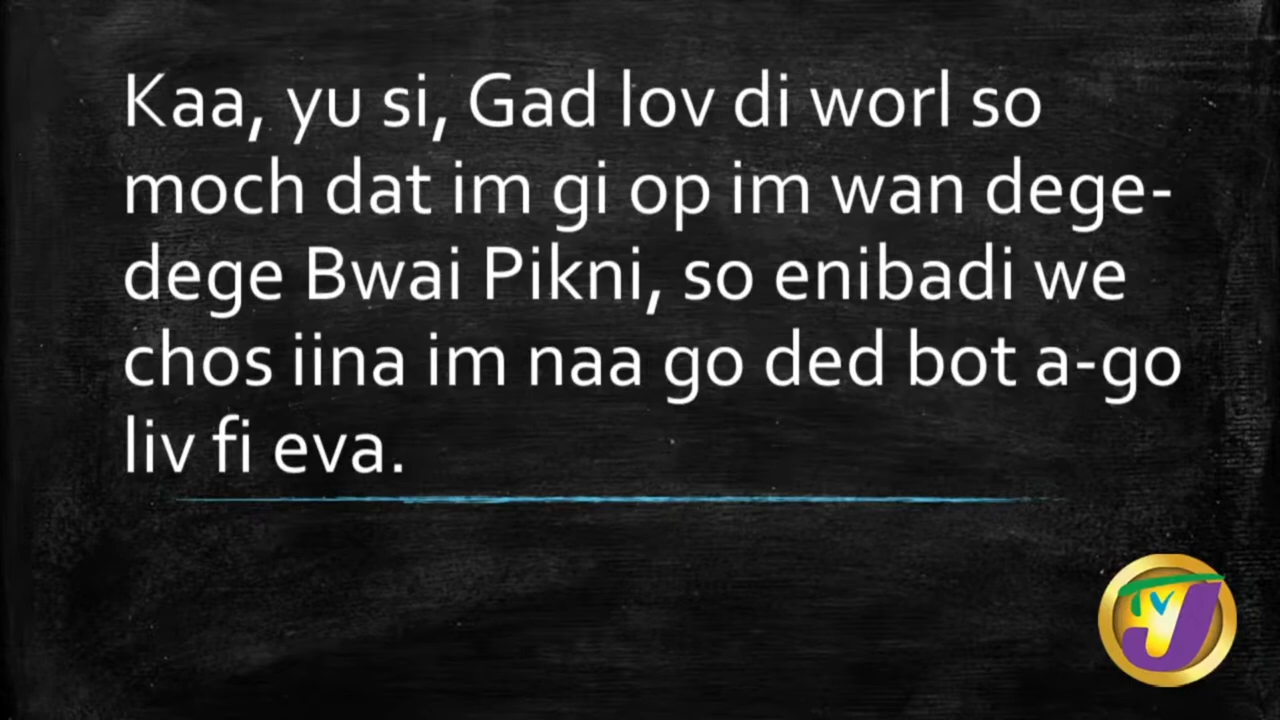 Kaa, yu si, Gad lov di worl so
moch dat im gi op im wan dege-
dege Bwai Pikni, so enibadi we
chos iina im naa go ded bot a-go
liv fi eva.
TVJ